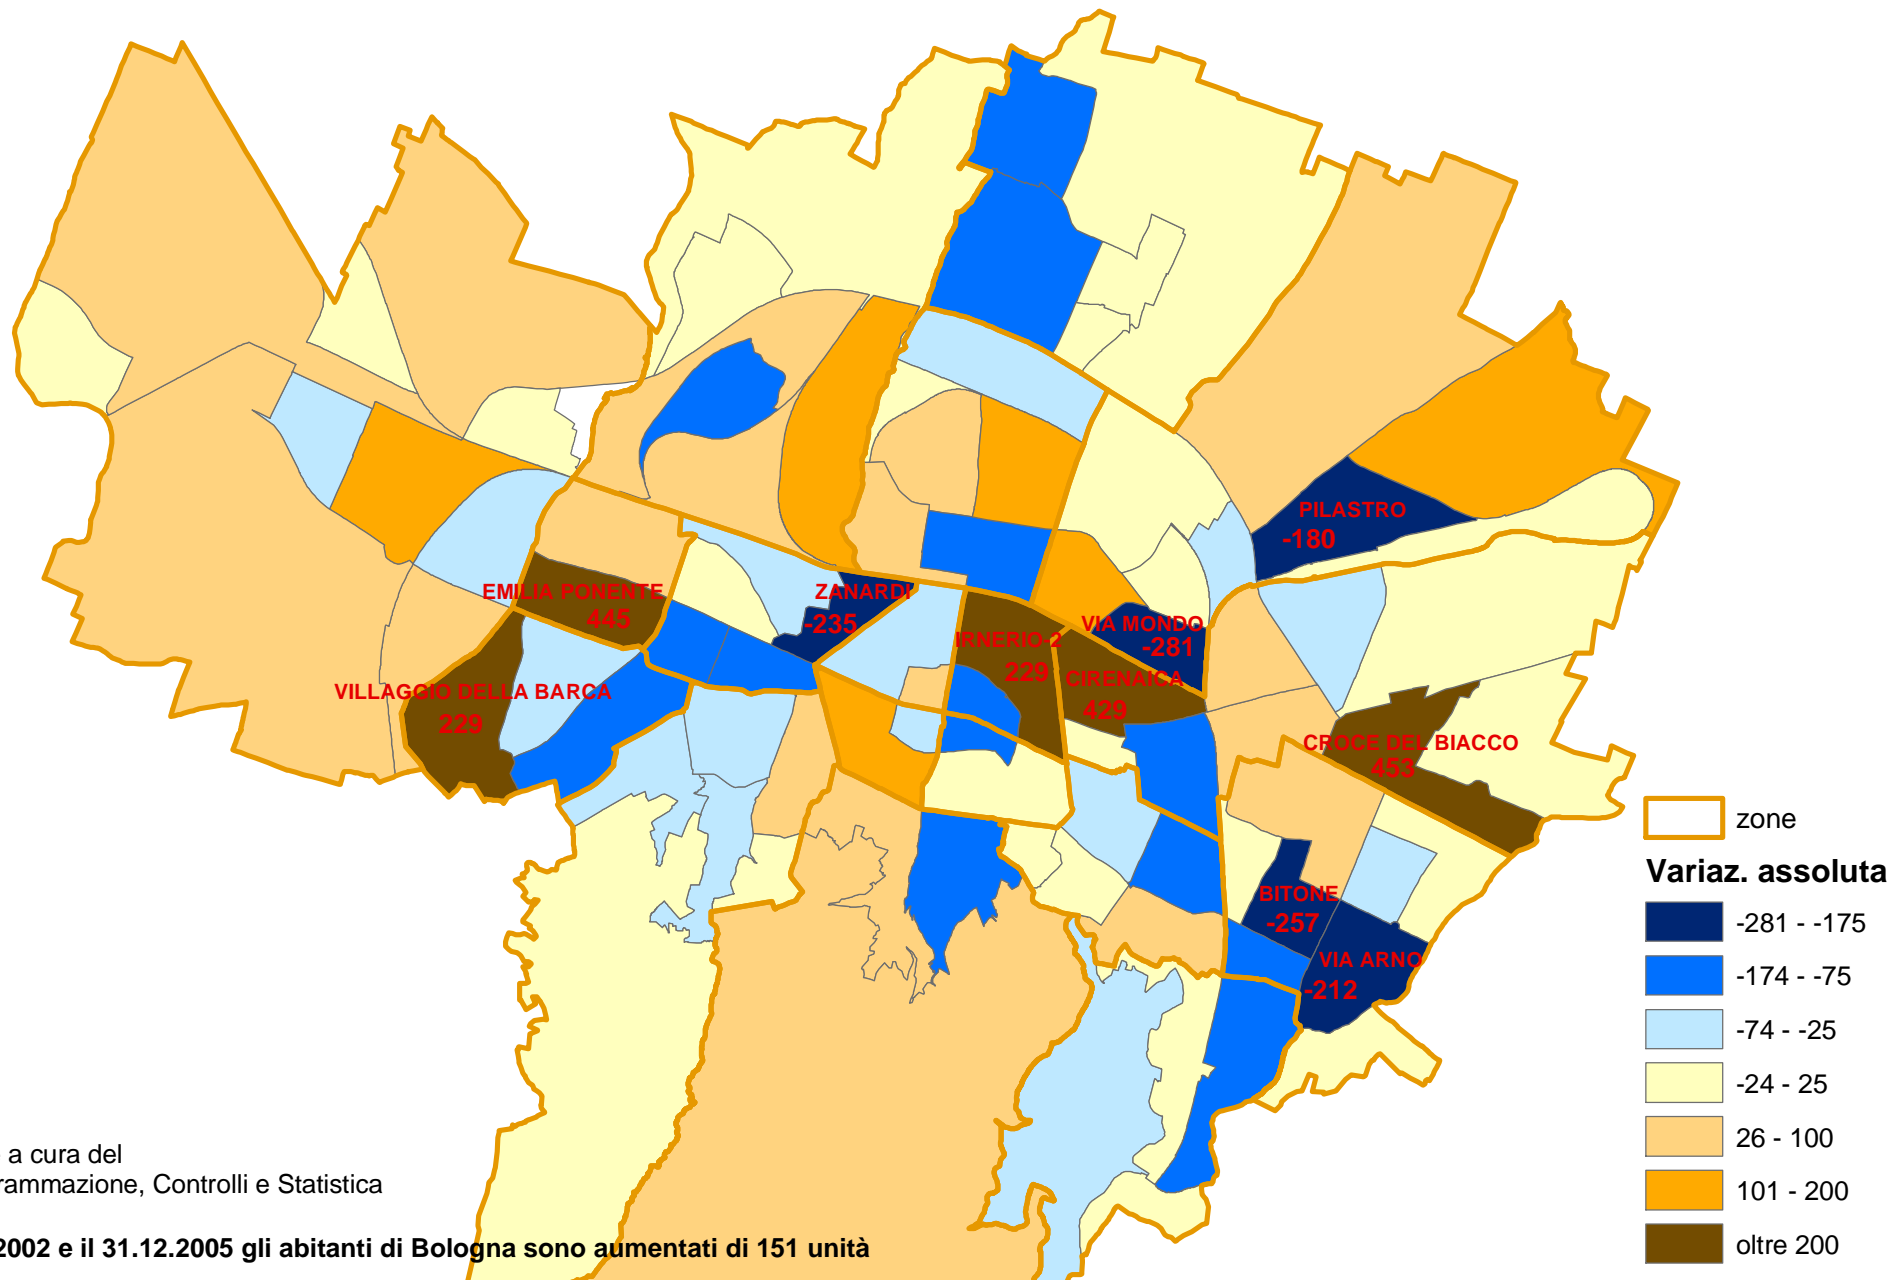 PILASTRO
-180
EMILIA PONENTE
445
ZANARDI
-235
VIA MONDO
-281
IRNERIO-2
229
CIRENAICA
429
VILLAGGIO DELLA BARCA
229
CROCE DEL BIACCO
453
BITONE
-257
VIA ARNO
-212
zone
Variaz. assoluta
-281 - -175
-174 - -75
-74 - -25
-24 - 25
26 - 100
101 - 200
oltre 200
a cura del
rammazione, Controlli e Statistica
2002 e il 31.12.2005 gli abitanti di Bologna sono aumentati di 151 unità